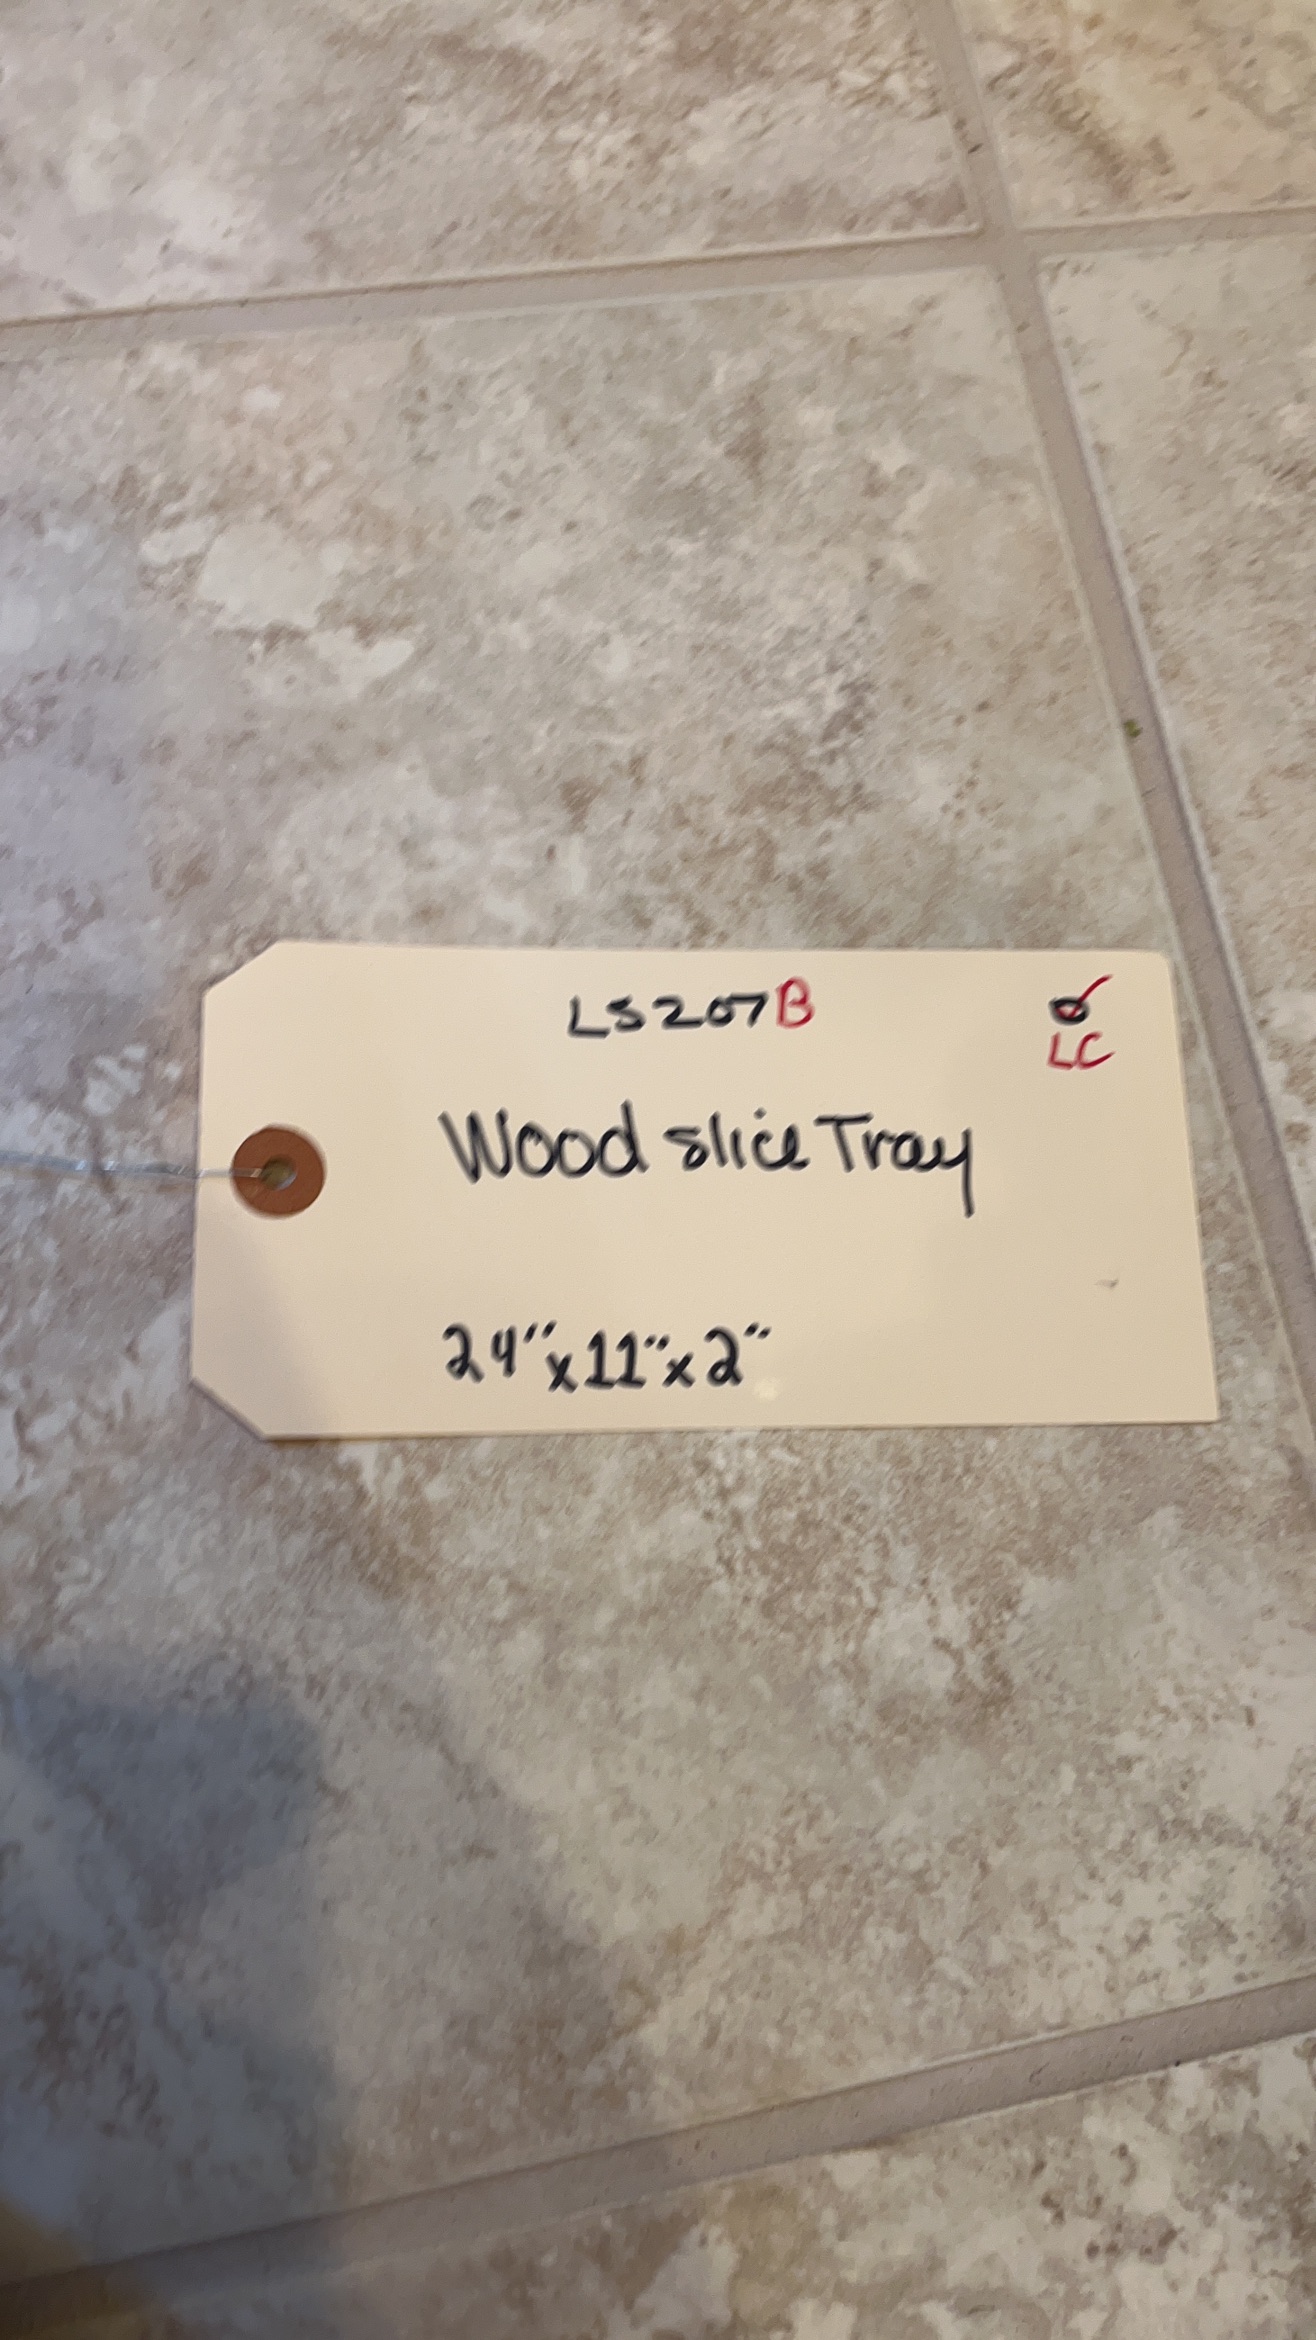 LS207B
LC
Wood slice Tray
24"x11"x2"